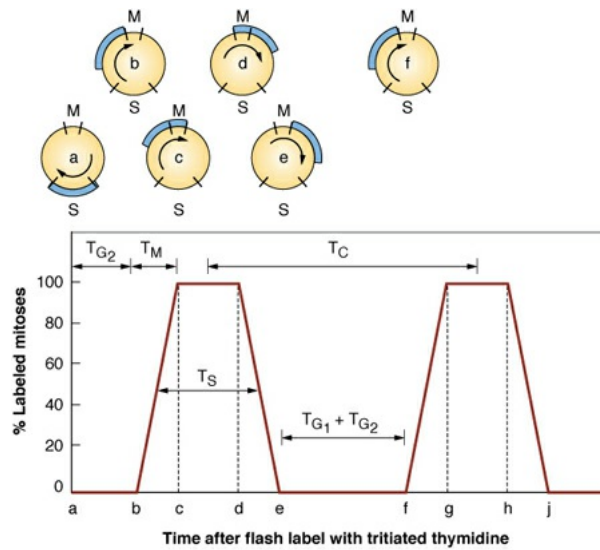 M M M
b d f
S S S
M M M
a c e
S S S
T_G2 T_M T_C
100
80
60
40
20
0
% Labeled mitoses
T_S
T_G1 + T_G2
a b c d e f g h j
Time after flash label with tritiated thymidine